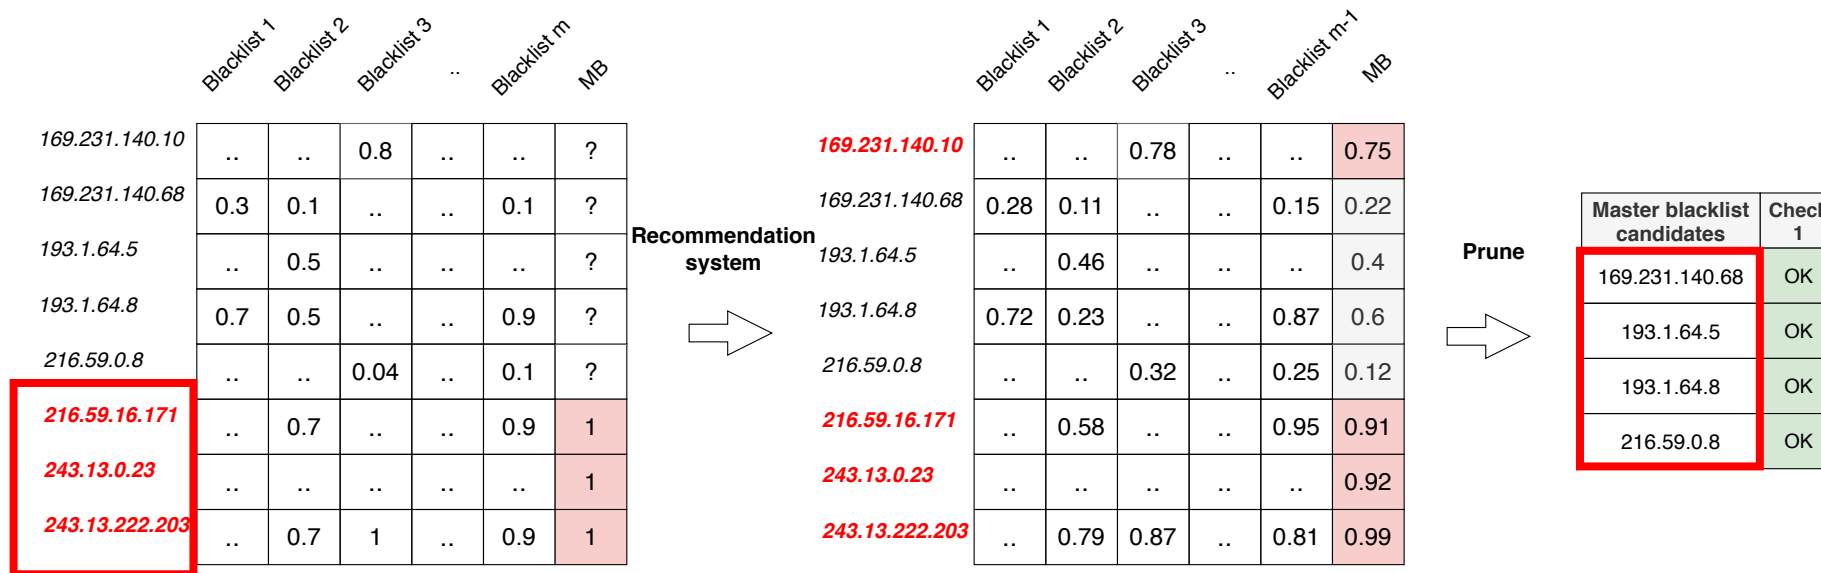 Blacklist 1 Blacklist 2 Blacklist 3 .. Blacklist m MB
169.231.140.10 .. .. 0.8 .. .. ?
169.231.140.68 0.3 0.1 .. .. 0.1 ?
193.1.64.5 .. 0.5 .. .. .. ?
193.1.64.8 0.7 0.5 .. .. 0.9 ?
216.59.0.8 .. .. 0.04 .. 0.1 ?
216.59.16.171 .. 0.7 .. .. 0.9 1
243.13.0.23 .. .. .. .. .. 1
243.13.222.203 .. 0.7 1 .. 0.9 1
Recommendation
system
Blacklist 1 Blacklist 2 Blacklist 3 .. Blacklist m-1 MB
169.231.140.10 .. .. 0.78 .. .. 0.75
169.231.140.68 0.28 0.11 .. .. 0.15 0.22
193.1.64.5 .. 0.46 .. .. .. 0.4
193.1.64.8 0.72 0.23 .. .. 0.87 0.6
216.59.0.8 .. .. 0.32 .. 0.25 0.12
216.59.16.171 .. 0.58 .. .. 0.95 0.91
243.13.0.23 .. .. .. .. .. 0.92
243.13.222.203 .. 0.79 0.87 .. 0.81 0.99
Prune
Master blacklist Check
candidates 1
169.231.140.68 OK
193.1.64.5 OK
193.1.64.8 OK
216.59.0.8 OK